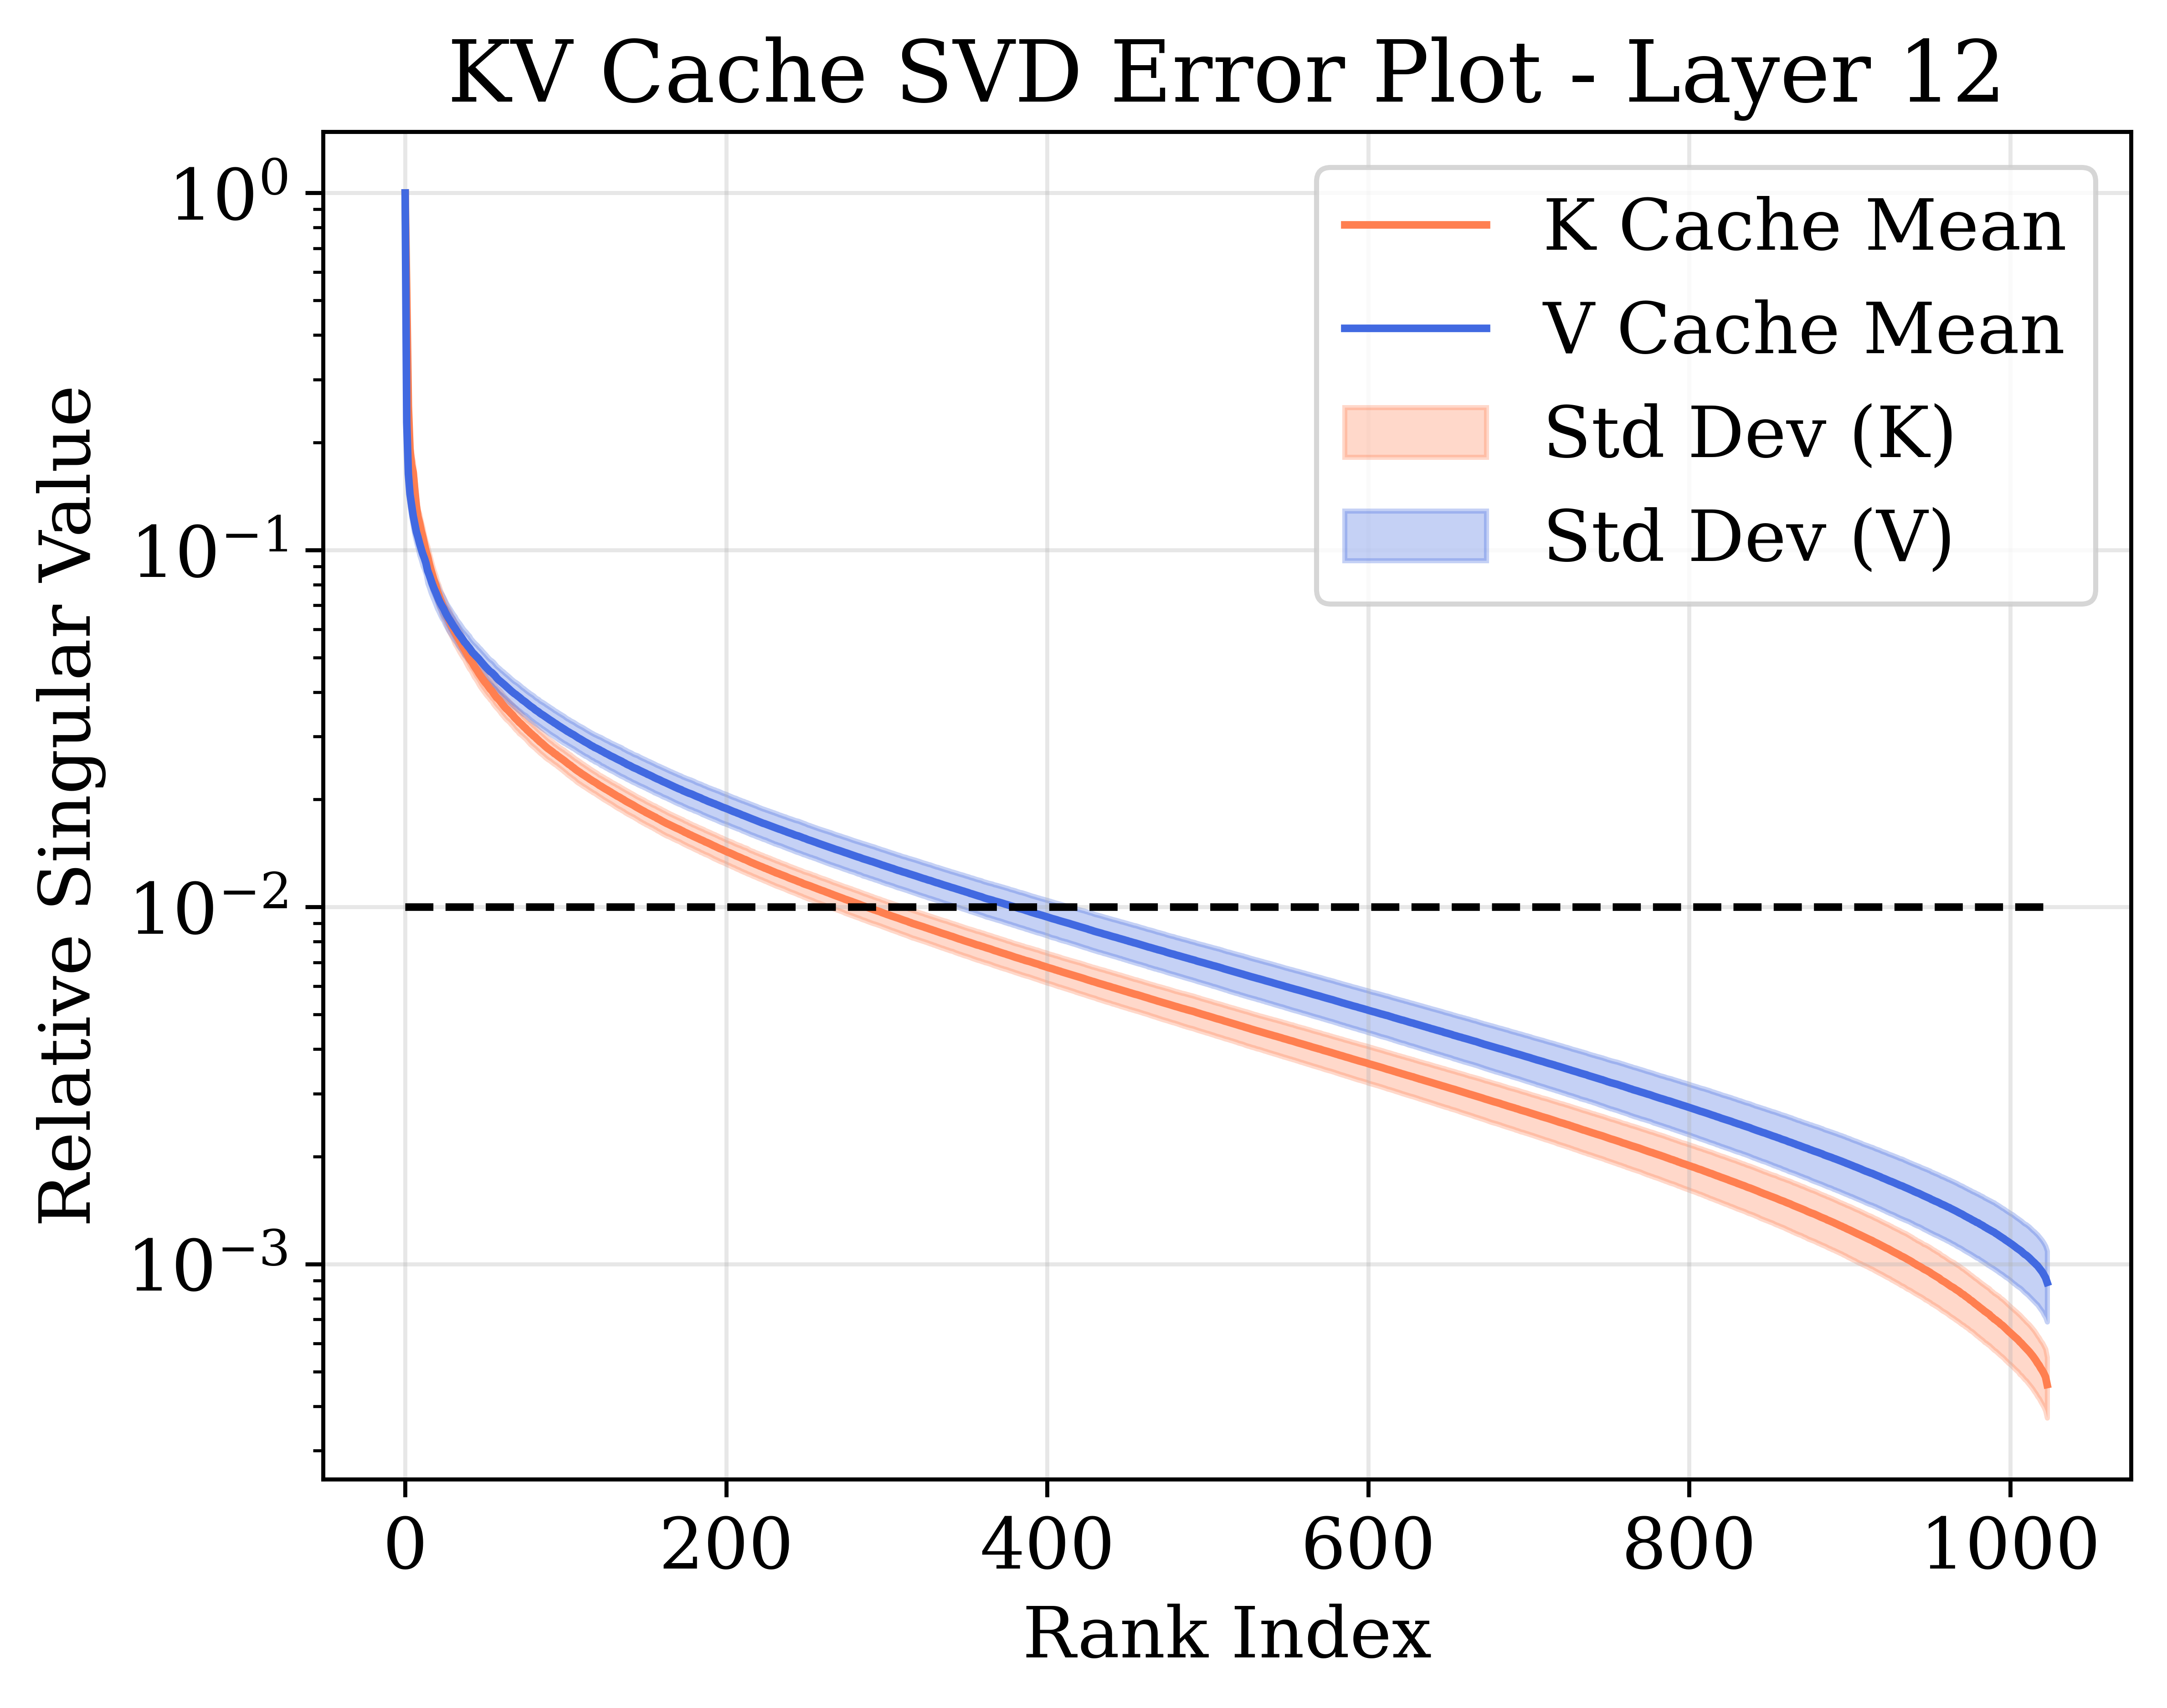 KV Cache SVD Error Plot - Layer 12
Relative Singular Value
10⁰
10⁻¹
10⁻²
10⁻³
K Cache Mean
V Cache Mean
Std Dev (K)
Std Dev (V)
0 200 400 600 800 1000
Rank Index